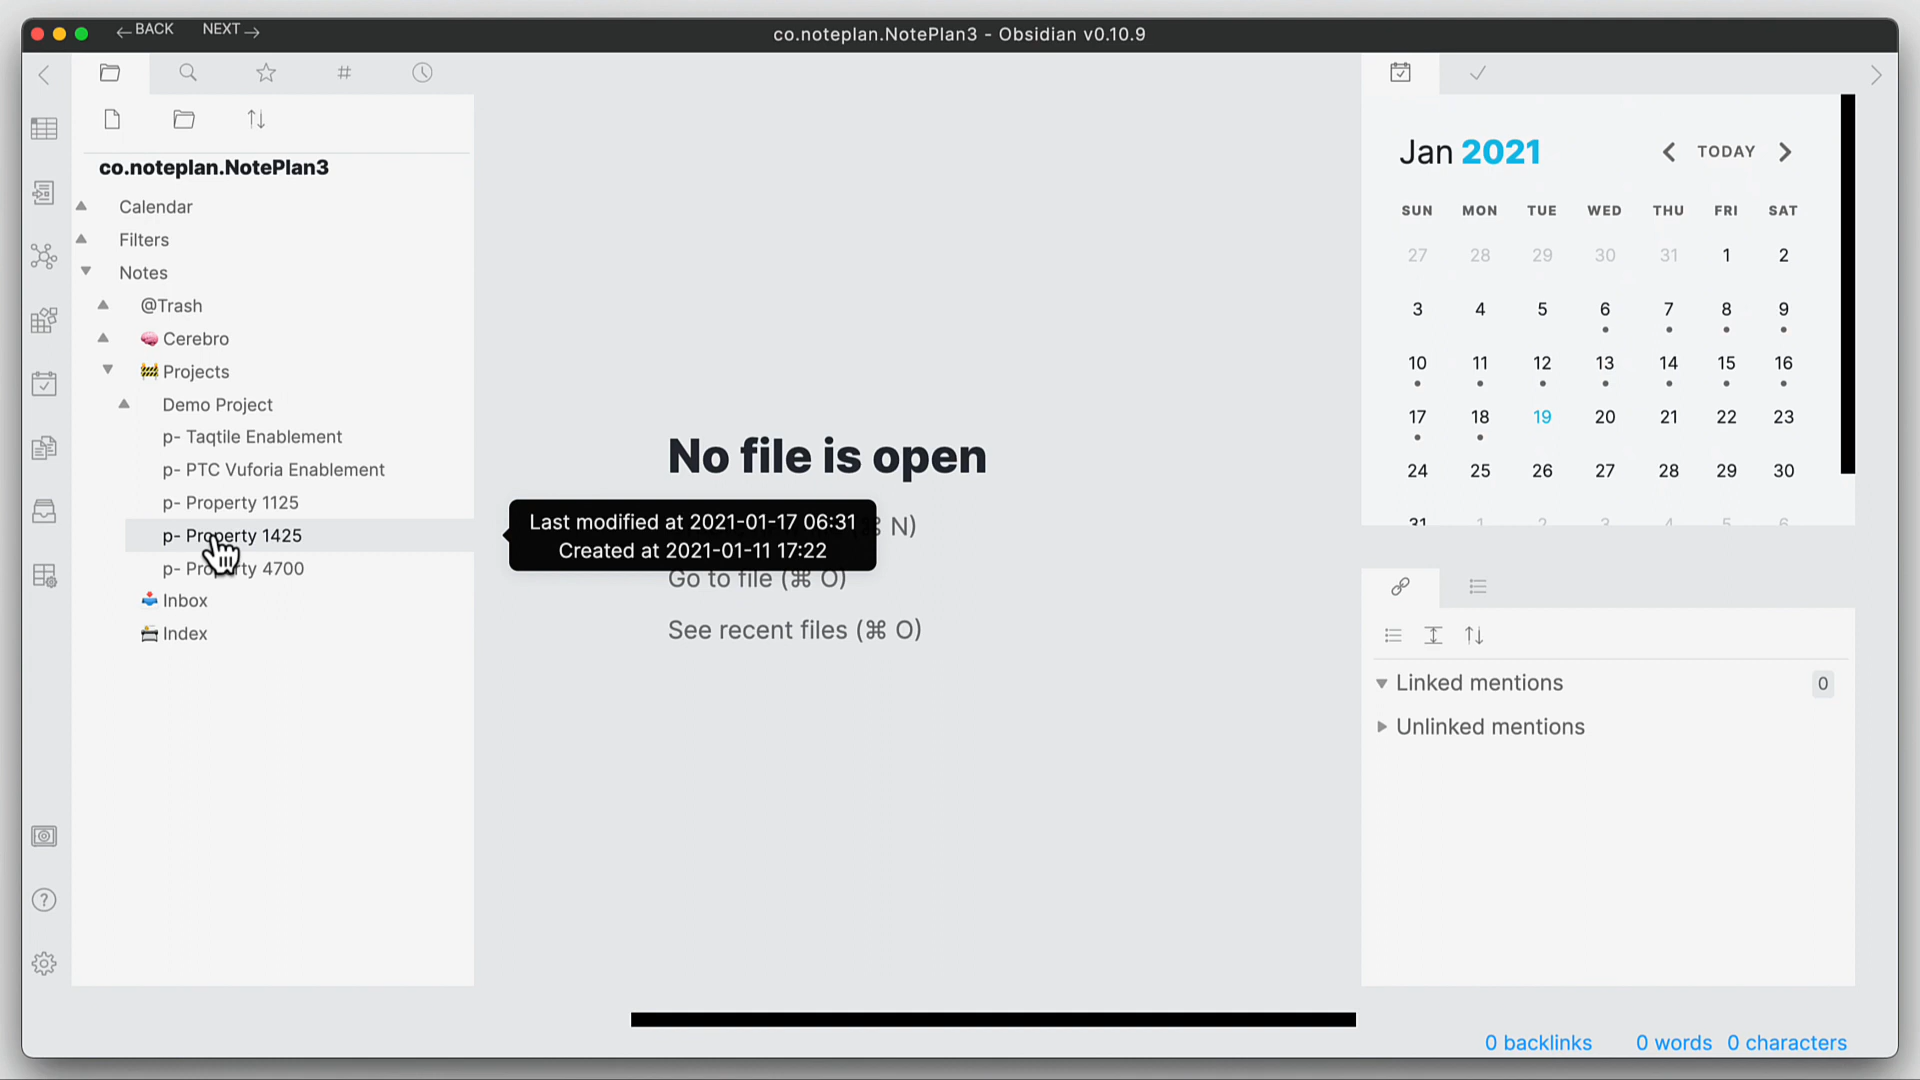 BACK NEXT
co.noteplan.NotePlan3 - Obsidian v0.10.9
co.noteplan.NotePlan3
Calendar
Filters
Notes
@Trash
Cerebro
Projects
Demo Project
p- Taqtile Enablement
p- PTC Vuforia Enablement
p- Property 1125
p- Property 1425
p- Property 4700
Inbox
Index
No file is open
⌘ N)
Last modified at 2021-01-17 06:31
Created at 2021-01-11 17:22
Go to file (⌘ O)
See recent files (⌘ O)
Jan 2021
TODAY
SUN MON TUE WED THU FRI SAT
27 28 29 30 31 1 2
3 4 5 6 7 8 9
10 11 12 13 14 15 16
17 18 19 20 21 22 23
24 25 26 27 28 29 30
31 1 2 3 4 5 6
Linked mentions 0
Unlinked mentions
0 backlinks 0 words 0 characters